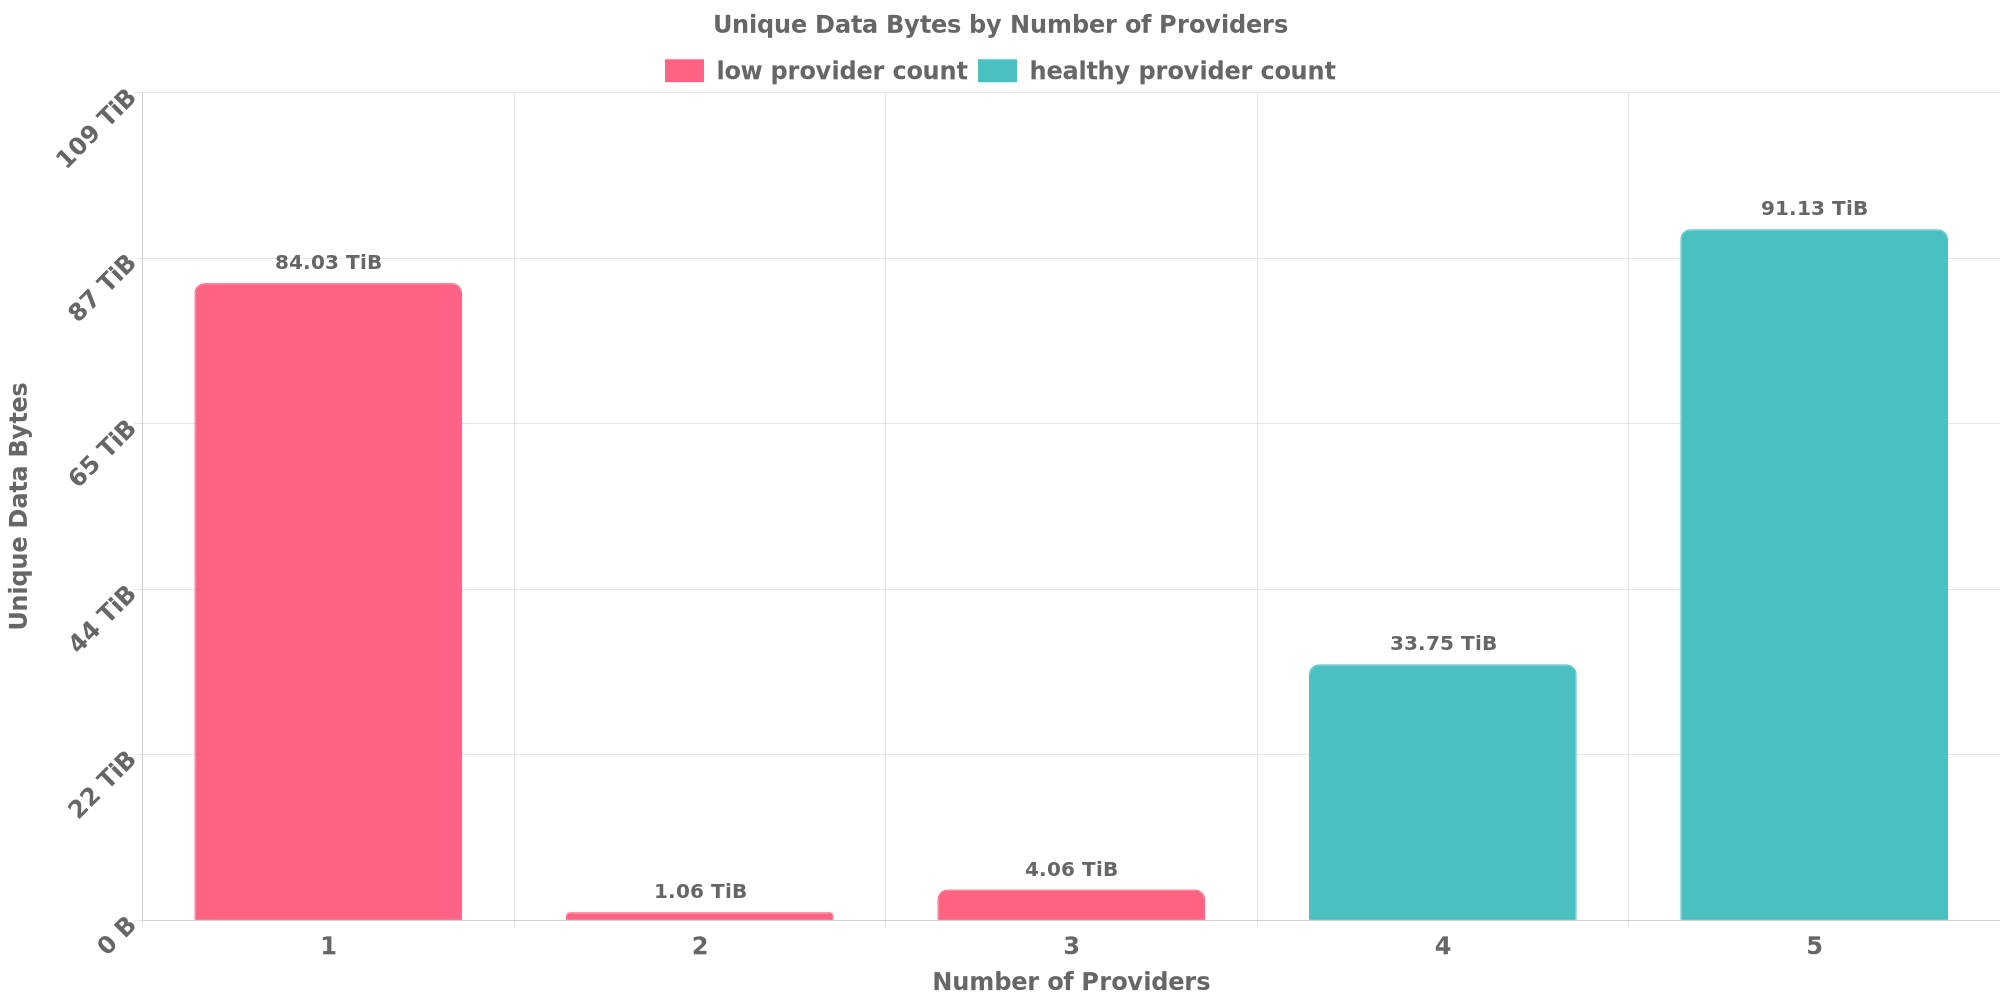 Unique Data Bytes by Number of Providers
low provider count healthy provider count
109 TiB
87 TiB
65 TiB
44 TiB
22 TiB
0 B
Unique Data Bytes
84.03 TiB
1.06 TiB
4.06 TiB
33.75 TiB
91.13 TiB
1 2 3 4 5
Number of Providers